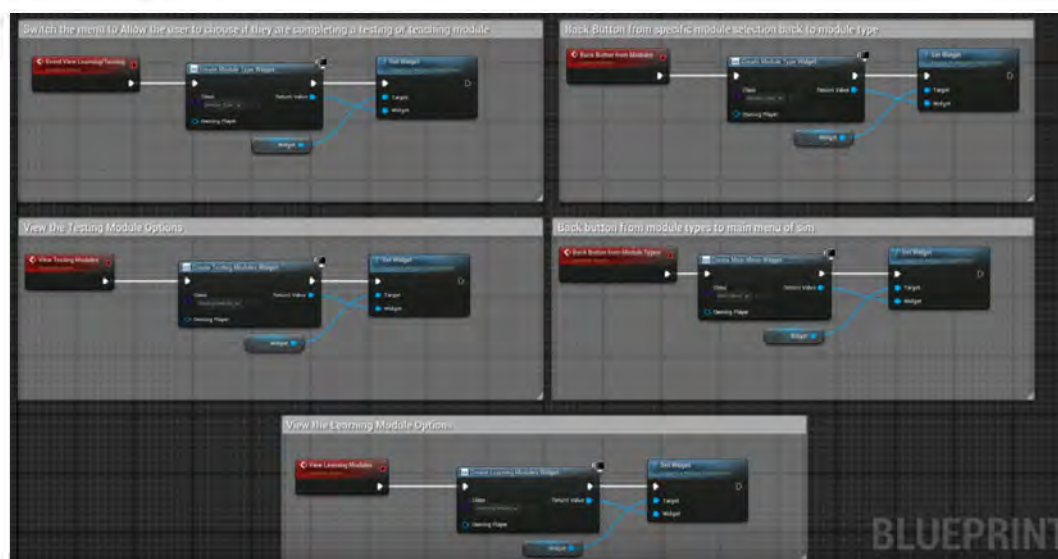 Switch the menu to Allow the user to choose if they are completing a testing or teaching module
Event View Learning/Testing
Create Module Type Widget
Class
Return Value
Owning Player
Set Widget
Target
Widget
Widget
Back Button from specific module selection back to module type
Back Button from Modules
Create Module Type Widget
Class
Return Value
Owning Player
Set Widget
Target
Widget
Widget
View the Testing Module Options
View Testing Modules
Create Testing Modules Widget
Class
Return Value
Owning Player
Set Widget
Target
Widget
Widget
Back button from module types to main menu of sim
Back Button from Module Types
Create Main Menu Widget
Class
Return Value
Owning Player
Set Widget
Target
Widget
Widget
View the Learning Module Options
View Learning Modules
Create Learning Modules Widget
Class
Return Value
Owning Player
Set Widget
Target
Widget
Widget
BLUEPRINT